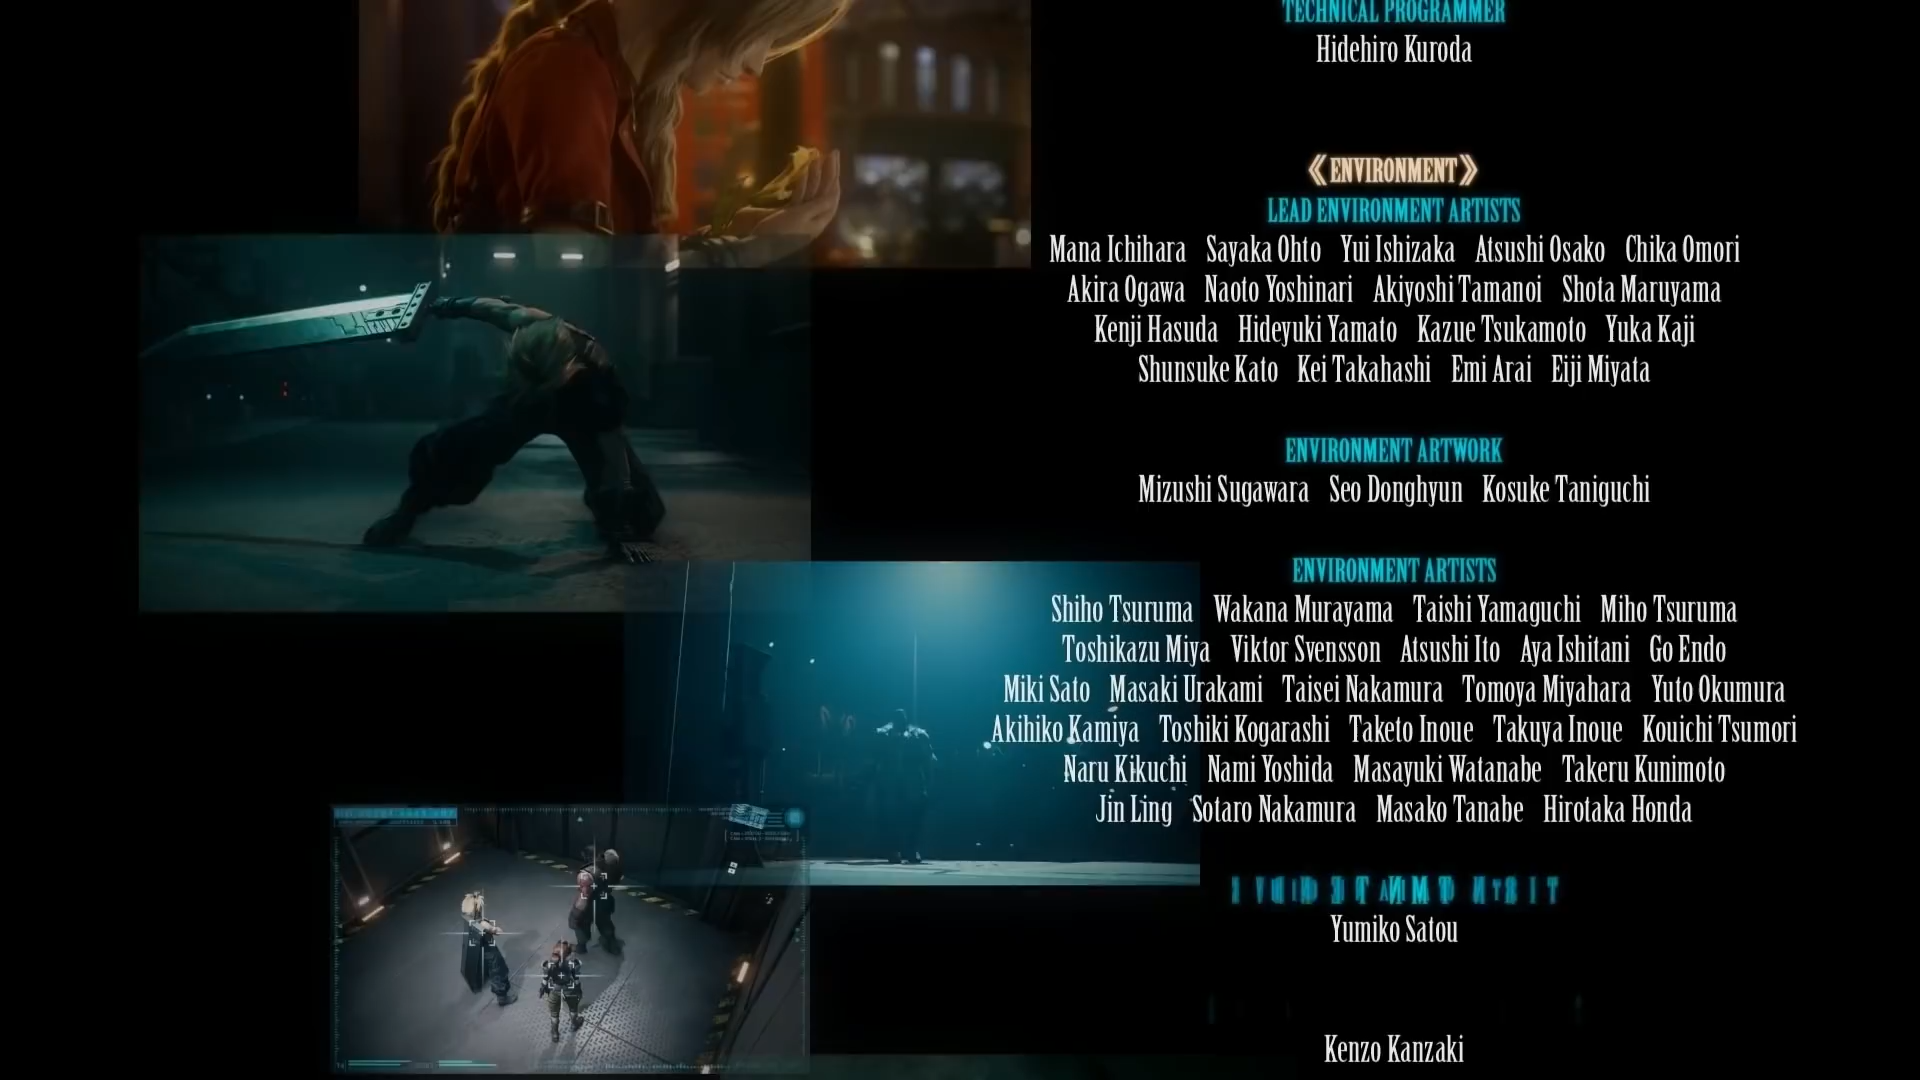 TECHNICAL PROGRAMMER
Hidehiro Kuroda
《ENVIRONMENT》
LEAD ENVIRONMENT ARTISTS
Mana Ichihara Sayaka Ohto Yui Ishizaka Atsushi Osako Chika Omori
Akira Ogawa Naoto Yoshinari Akiyoshi Tamanoi Shota Maruyama
Kenji Hasuda Hideyuki Yamato Kazue Tsukamoto Yuka Kaji
Shunsuke Kato Kei Takahashi Emi Arai Eiji Miyata
ENVIRONMENT ARTWORK
Mizushi Sugawara Seo Donghyun Kosuke Taniguchi
ENVIRONMENT ARTISTS
Shiho Tsuruma Wakana Murayama Taishi Yamaguchi Miho Tsuruma
Toshikazu Miya Viktor Svensson Atsushi Ito Aya Ishitani Go Endo
Miki Sato Masaki Urakami Taisei Nakamura Tomoya Miyahara Yuto Okumura
Akihiko Kamiya Toshiki Kogarashi Taketo Inoue Takuya Inoue Kouichi Tsumori
Naru Kikuchi Nami Yoshida Masayuki Watanabe Takeru Kunimoto
Jin Ling Sotaro Nakamura Masako Tanabe Hirotaka Honda
Yumiko Satou
Kenzo Kanzaki